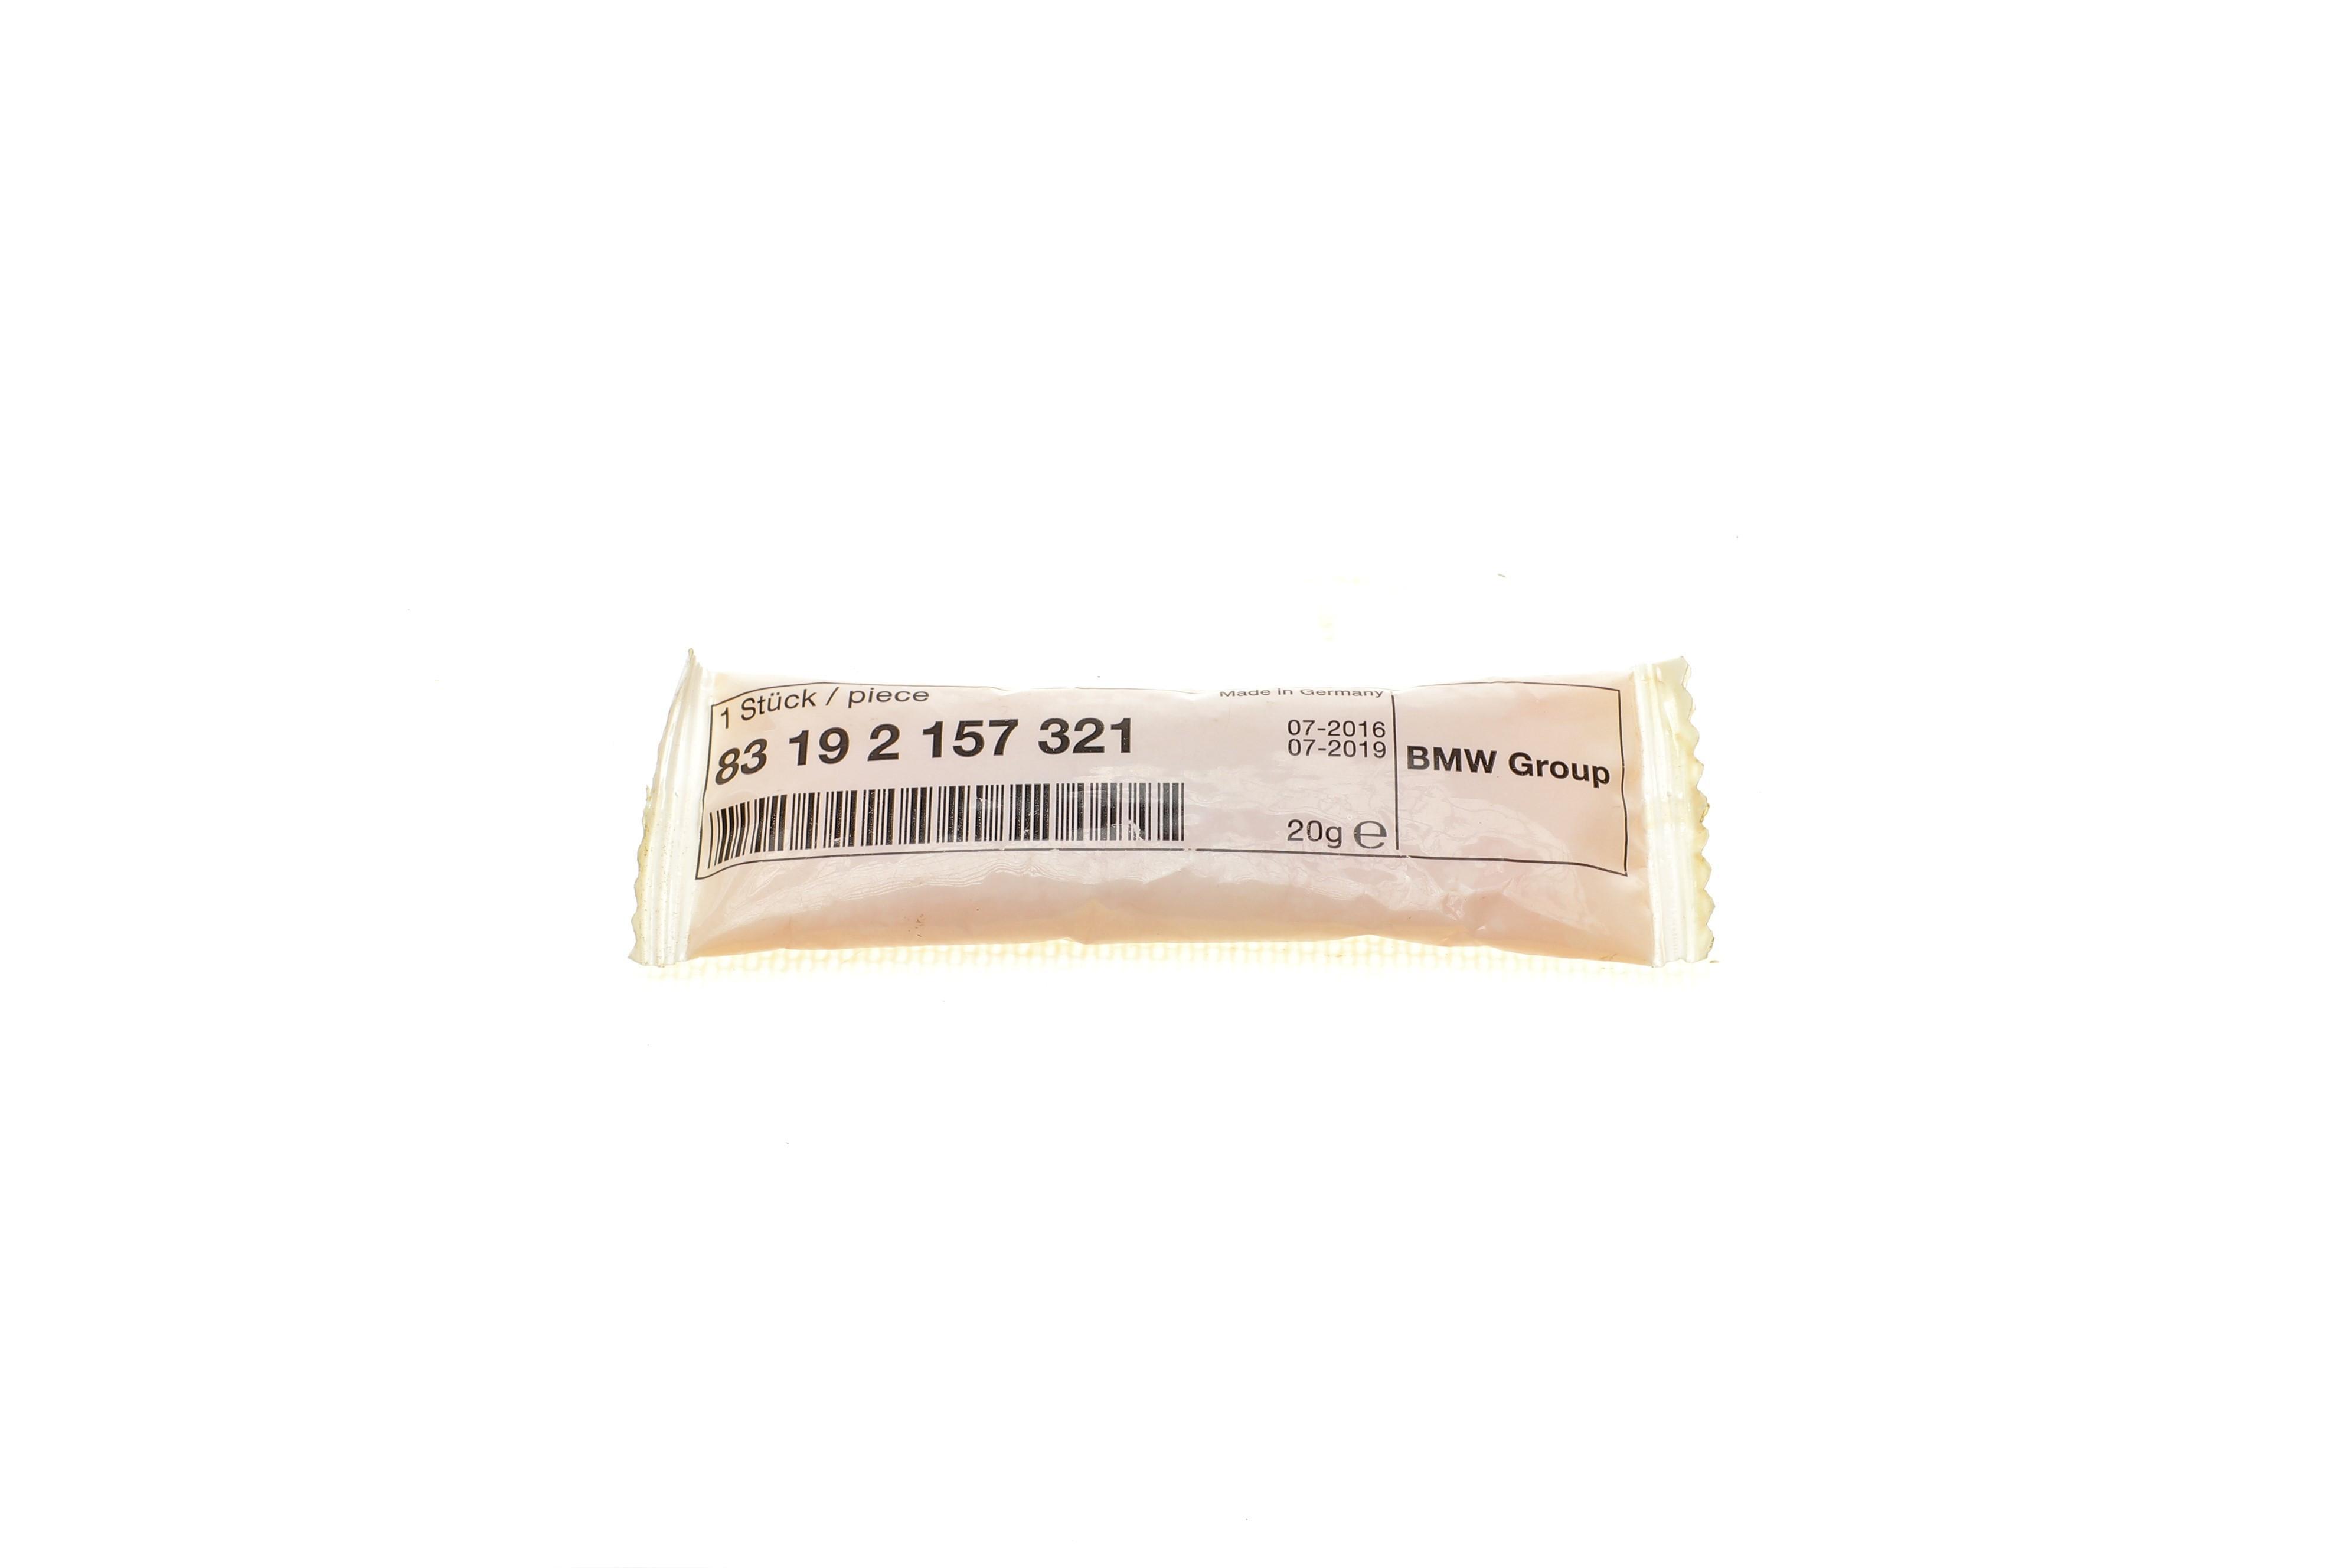 1 Stück / piece
83 19 2 157 321
Made in Germany
07-2016
07-2019
20g ℮
BMW Group